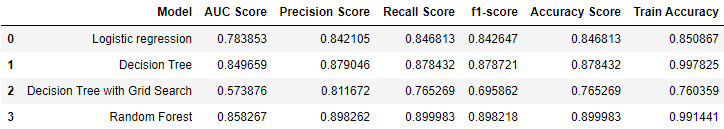 Model AUC Score Precision Score Recall Score f1-score Accuracy Score Train Accuracy
0 Logistic regression 0.783853 0.842105 0.846813 0.842647 0.846813 0.850867
1 Decision Tree 0.849659 0.879046 0.878432 0.878721 0.878432 0.997825
2 Decision Tree with Grid Search 0.573876 0.811672 0.765269 0.695862 0.765269 0.760359
3 Random Forest 0.858267 0.898262 0.899983 0.898218 0.899983 0.991441